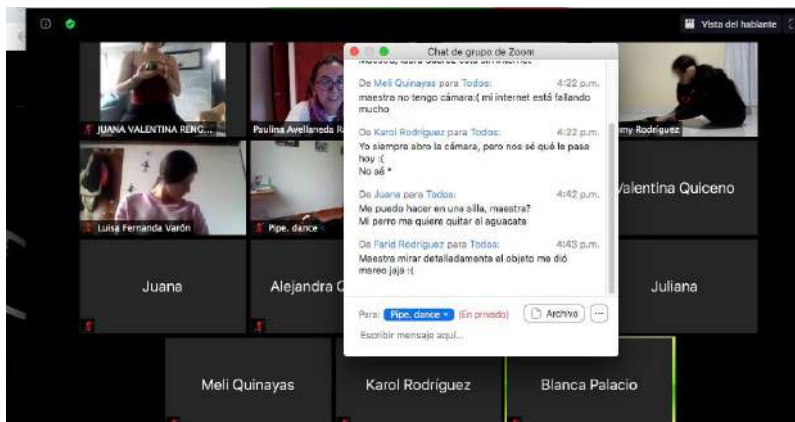 Vista del hablante
Chat de grupo de Zoom
De Meli Quinayas para Todos: 4:22 p.m.
maestra no tengo cámara:( mi internet está fallando
mucho
De Karol Rodríguez para Todos: 4:22 p.m.
Yo siempre abro la cámara, pero nos sé qué le pasa
hoy :(
No sé *
De Juana para Todos: 4:42 p.m.
Me puedo hacer en una silla, maestra?
Mi perro me quiere quitar el aguacate
De Farid Rodríguez para Todos: 4:43 p.m.
Maestra mirar detalladamente el objeto me dió
mareo jaja :(
Para: Pipe. dance (En privado) Archivo ...
Escribir mensaje aquí...
JUANA VALENTINA RENG...
Paulina Avellaneda R
my Rodríguez
Luisa Fernanda Varón
Pipe. dance
Valentina Quiceno
Juana
Alejandra
Juliana
Meli Quinayas
Karol Rodríguez
Blanca Palacio